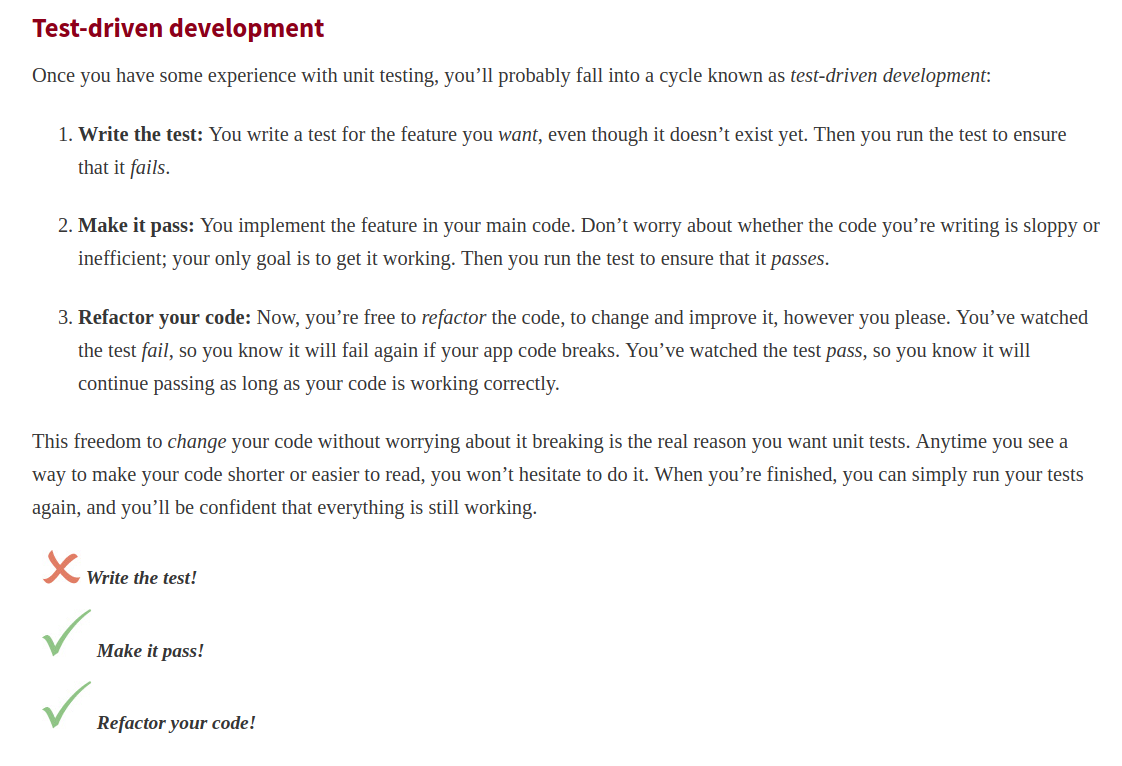 Test-driven development
Once you have some experience with unit testing, you’ll probably fall into a cycle known as test-driven development:
1. Write the test: You write a test for the feature you want, even though it doesn’t exist yet. Then you run the test to ensure
that it fails.
2. Make it pass: You implement the feature in your main code. Don’t worry about whether the code you’re writing is sloppy or
inefficient; your only goal is to get it working. Then you run the test to ensure that it passes.
3. Refactor your code: Now, you’re free to refactor the code, to change and improve it, however you please. You’ve watched
the test fail, so you know it will fail again if your app code breaks. You’ve watched the test pass, so you know it will
continue passing as long as your code is working correctly.
This freedom to change your code without worrying about it breaking is the real reason you want unit tests. Anytime you see a
way to make your code shorter or easier to read, you won’t hesitate to do it. When you’re finished, you can simply run your tests
again, and you’ll be confident that everything is still working.
Write the test!
Make it pass!
Refactor your code!